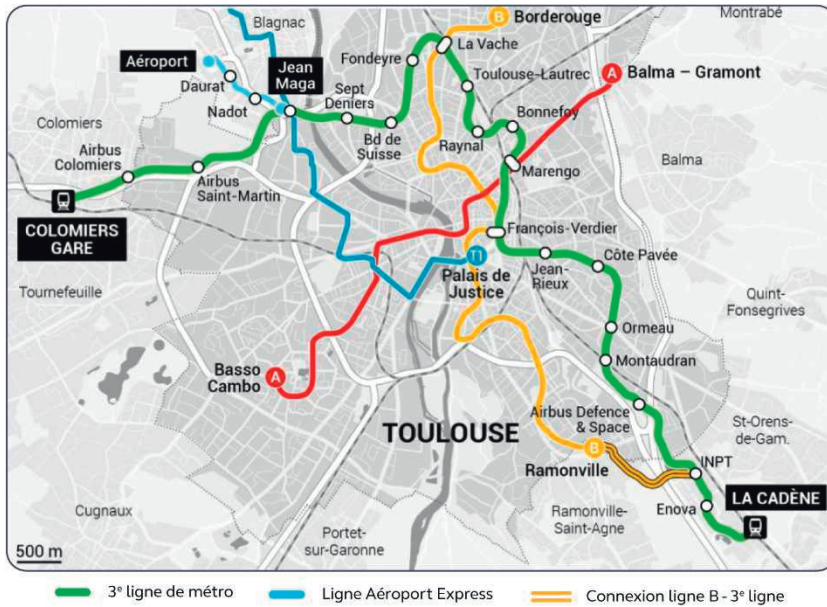 Blagnac
B
Borderouge
Montrabé
Aéroport
Jean
Maga
Fondeyre
La Vache
Toulouse-Lautrec
A
Balma – Gramont
Daurat
Nadot
Sept
Deniers
Bd de
Suisse
Raynal
Bonnefoy
Colomiers
Airbus
Colomiers
Airbus
Saint-Martin
Marengo
Balma
COLOMIERS
GARE
François-Verdier
Côte Pavée
T1
Palais de
Justice
Jean-
Rieux
Tournefeuille
Quint-
Fonsegrives
Ormeau
Montaudran
Basso
Cambo
A
TOULOUSE
Airbus Defence
& Space
St-Orens-
de-Gam.
B
Ramonville
INPT
LA CADÈNE
Cugnaux
Portet-
sur-Garonne
Ramonville-
Saint-Agne
Enova
500 m
3e ligne de métro
Ligne Aéroport Express
Connexion ligne B - 3e ligne